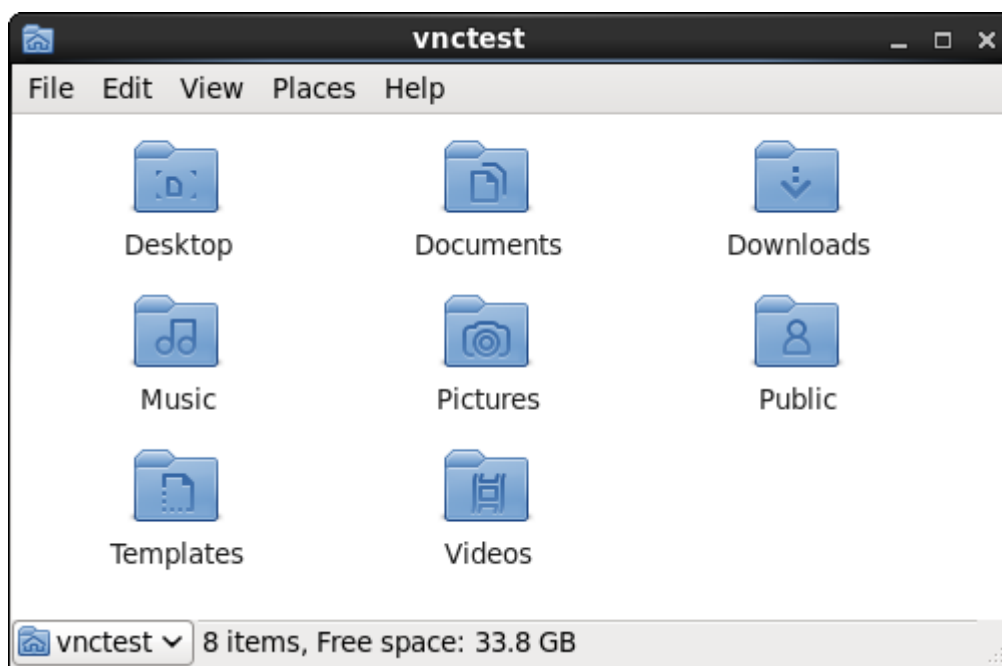 vnctest
File Edit View Places Help
Desktop Documents Downloads
Music Pictures Public
Templates Videos
vnctest 8 items, Free space: 33.8 GB